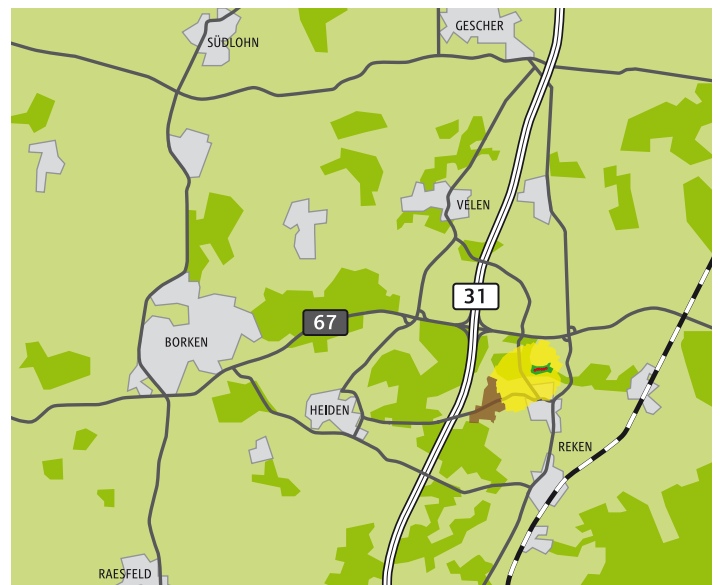 GESCHER
SÜDLOHN
VELEN
31
67
BORKEN
HEIDEN
REKEN
RAESFELD